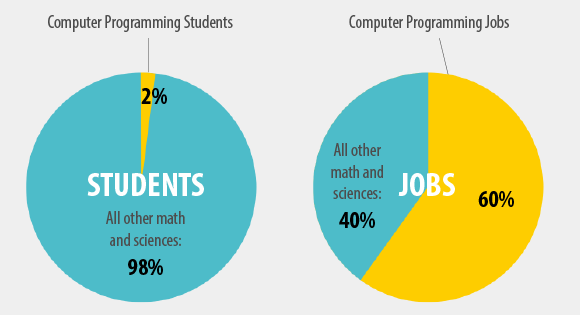 Computer Programming Students
2%
STUDENTS
All other math
and sciences:
98%
Computer Programming Jobs
All other
math and
sciences:
40%
JOBS
60%